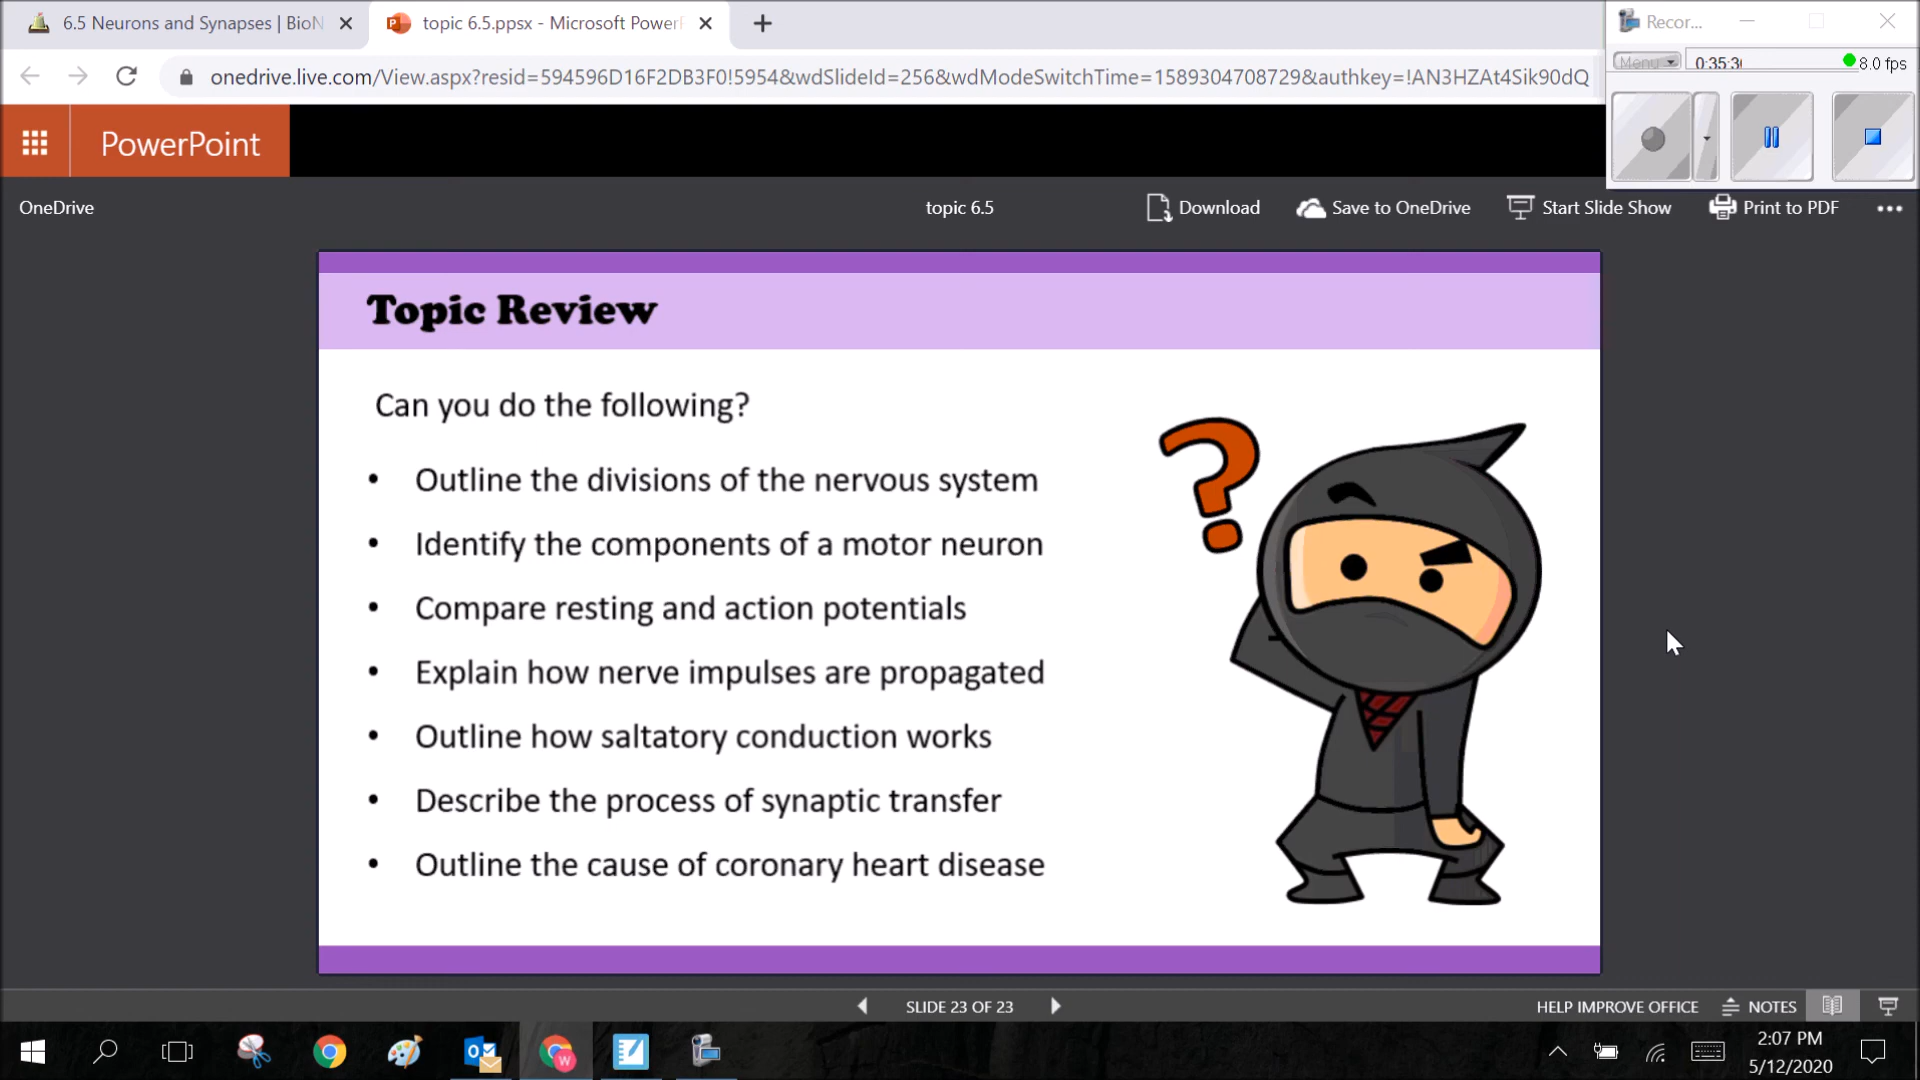 6.5 Neurons and Synapses | BioN
topic 6.5.ppsx - Microsoft Power
Recor...
onedrive.live.com/View.aspx?resid=594596D16F2DB3F0!5954&wdSlideId=256&wdModeSwitchTime=1589304708729&authkey=!AN3HZAt4Sik90dQ
Menu
8.0 fps
PowerPoint
OneDrive
topic 6.5
Download
Save to OneDrive
Start Slide Show
Print to PDF
Topic Review
Can you do the following?
• Outline the divisions of the nervous system
• Identify the components of a motor neuron
• Compare resting and action potentials
• Explain how nerve impulses are propagated
• Outline how saltatory conduction works
• Describe the process of synaptic transfer
• Outline the cause of coronary heart disease
SLIDE 23 OF 23
HELP IMPROVE OFFICE
NOTES
2:07 PM
5/12/2020